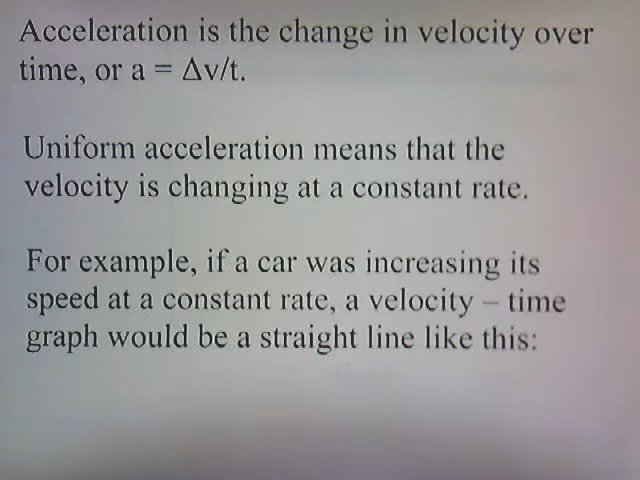 Acceleration is the change in velocity over
time, or a = Δv/t.
Uniform acceleration means that the
velocity is changing at a constant rate.
For example, if a car was increasing its
speed at a constant rate, a velocity – time
graph would be a straight line like this: